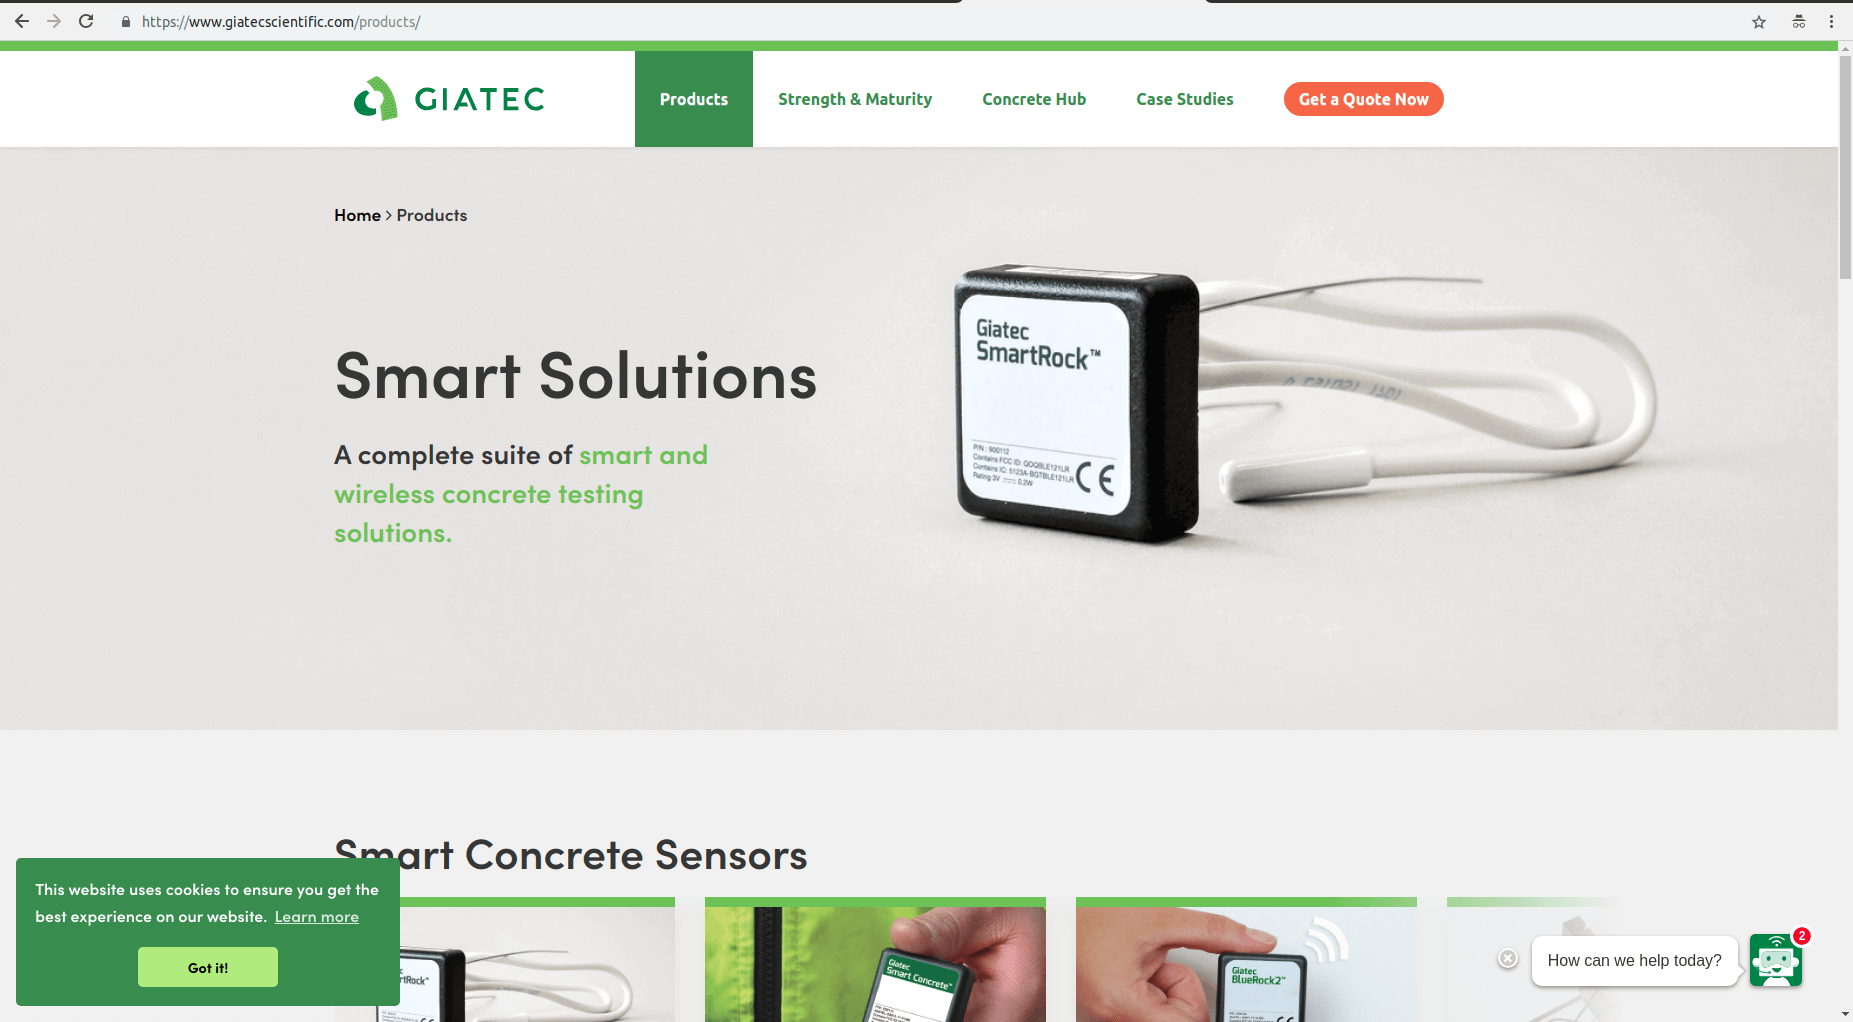 https://www.giatecscientific.com/products/
GIATEC
Products
Strength & Maturity
Concrete Hub
Case Studies
Get a Quote Now
Home > Products
Smart Solutions
A complete suite of smart and
wireless concrete testing
solutions.
Giatec
SmartRock™
P/N : 900112
Contains FCC ID: QOQBLE121LR
Contains IC: 5123A-BGTBLE121LR
Rating 3V 0.2W
CE
Smart Concrete Sensors
This website uses cookies to ensure you get the
best experience on our website. Learn more
Got it!
Giatec
Smart Concrete™
Giatec
BlueRock2™
How can we help today?
2